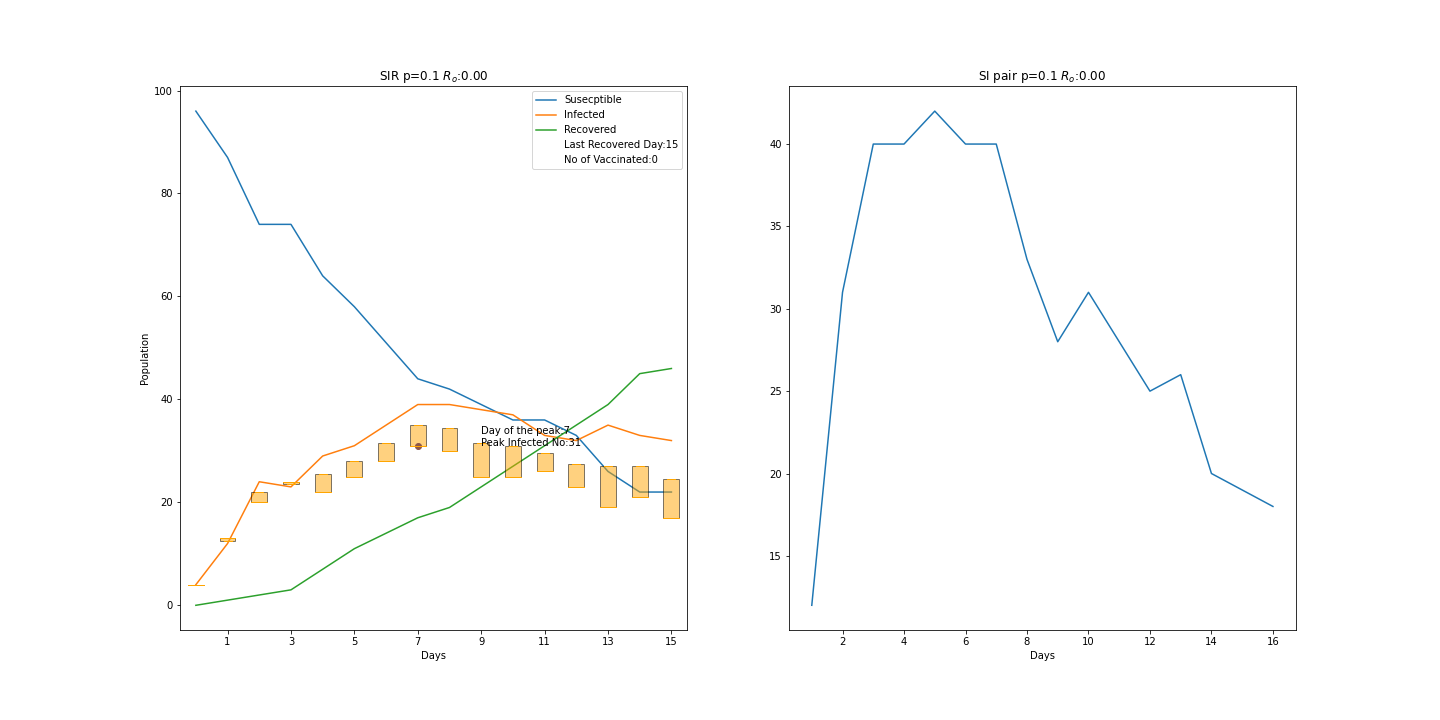 SIR p=0.1 Rₒ:0.00
100
80
60
40
20
0
Population
Susecptible
Infected
Recovered
Last Recovered Day:15
No of Vaccinated:0
Day of the peak:7
Peak Infected No:31
1 3 5 7 9 11 13 15
Days
SI pair p=0.1 Rₒ:0.00
40
35
30
25
20
15
2 4 6 8 10 12 14 16
Days